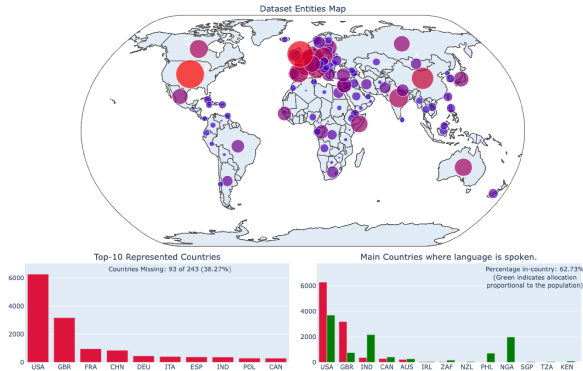 Dataset Entities Map
Top-10 Represented Countries
Countries Missing: 93 of 243 (38.27%)
6000
4000
2000
0
USA GBR FRA CHN DEU ITA ESP IND POL CAN
Main Countries where language is spoken.
Percentage in-country: 62.73%
(Green indicates allocation
proportional to the population)
6000
4000
2000
0
USA GBR IND CAN AUS IRL ZAF NZL PHL NGA SGP TZA KEN